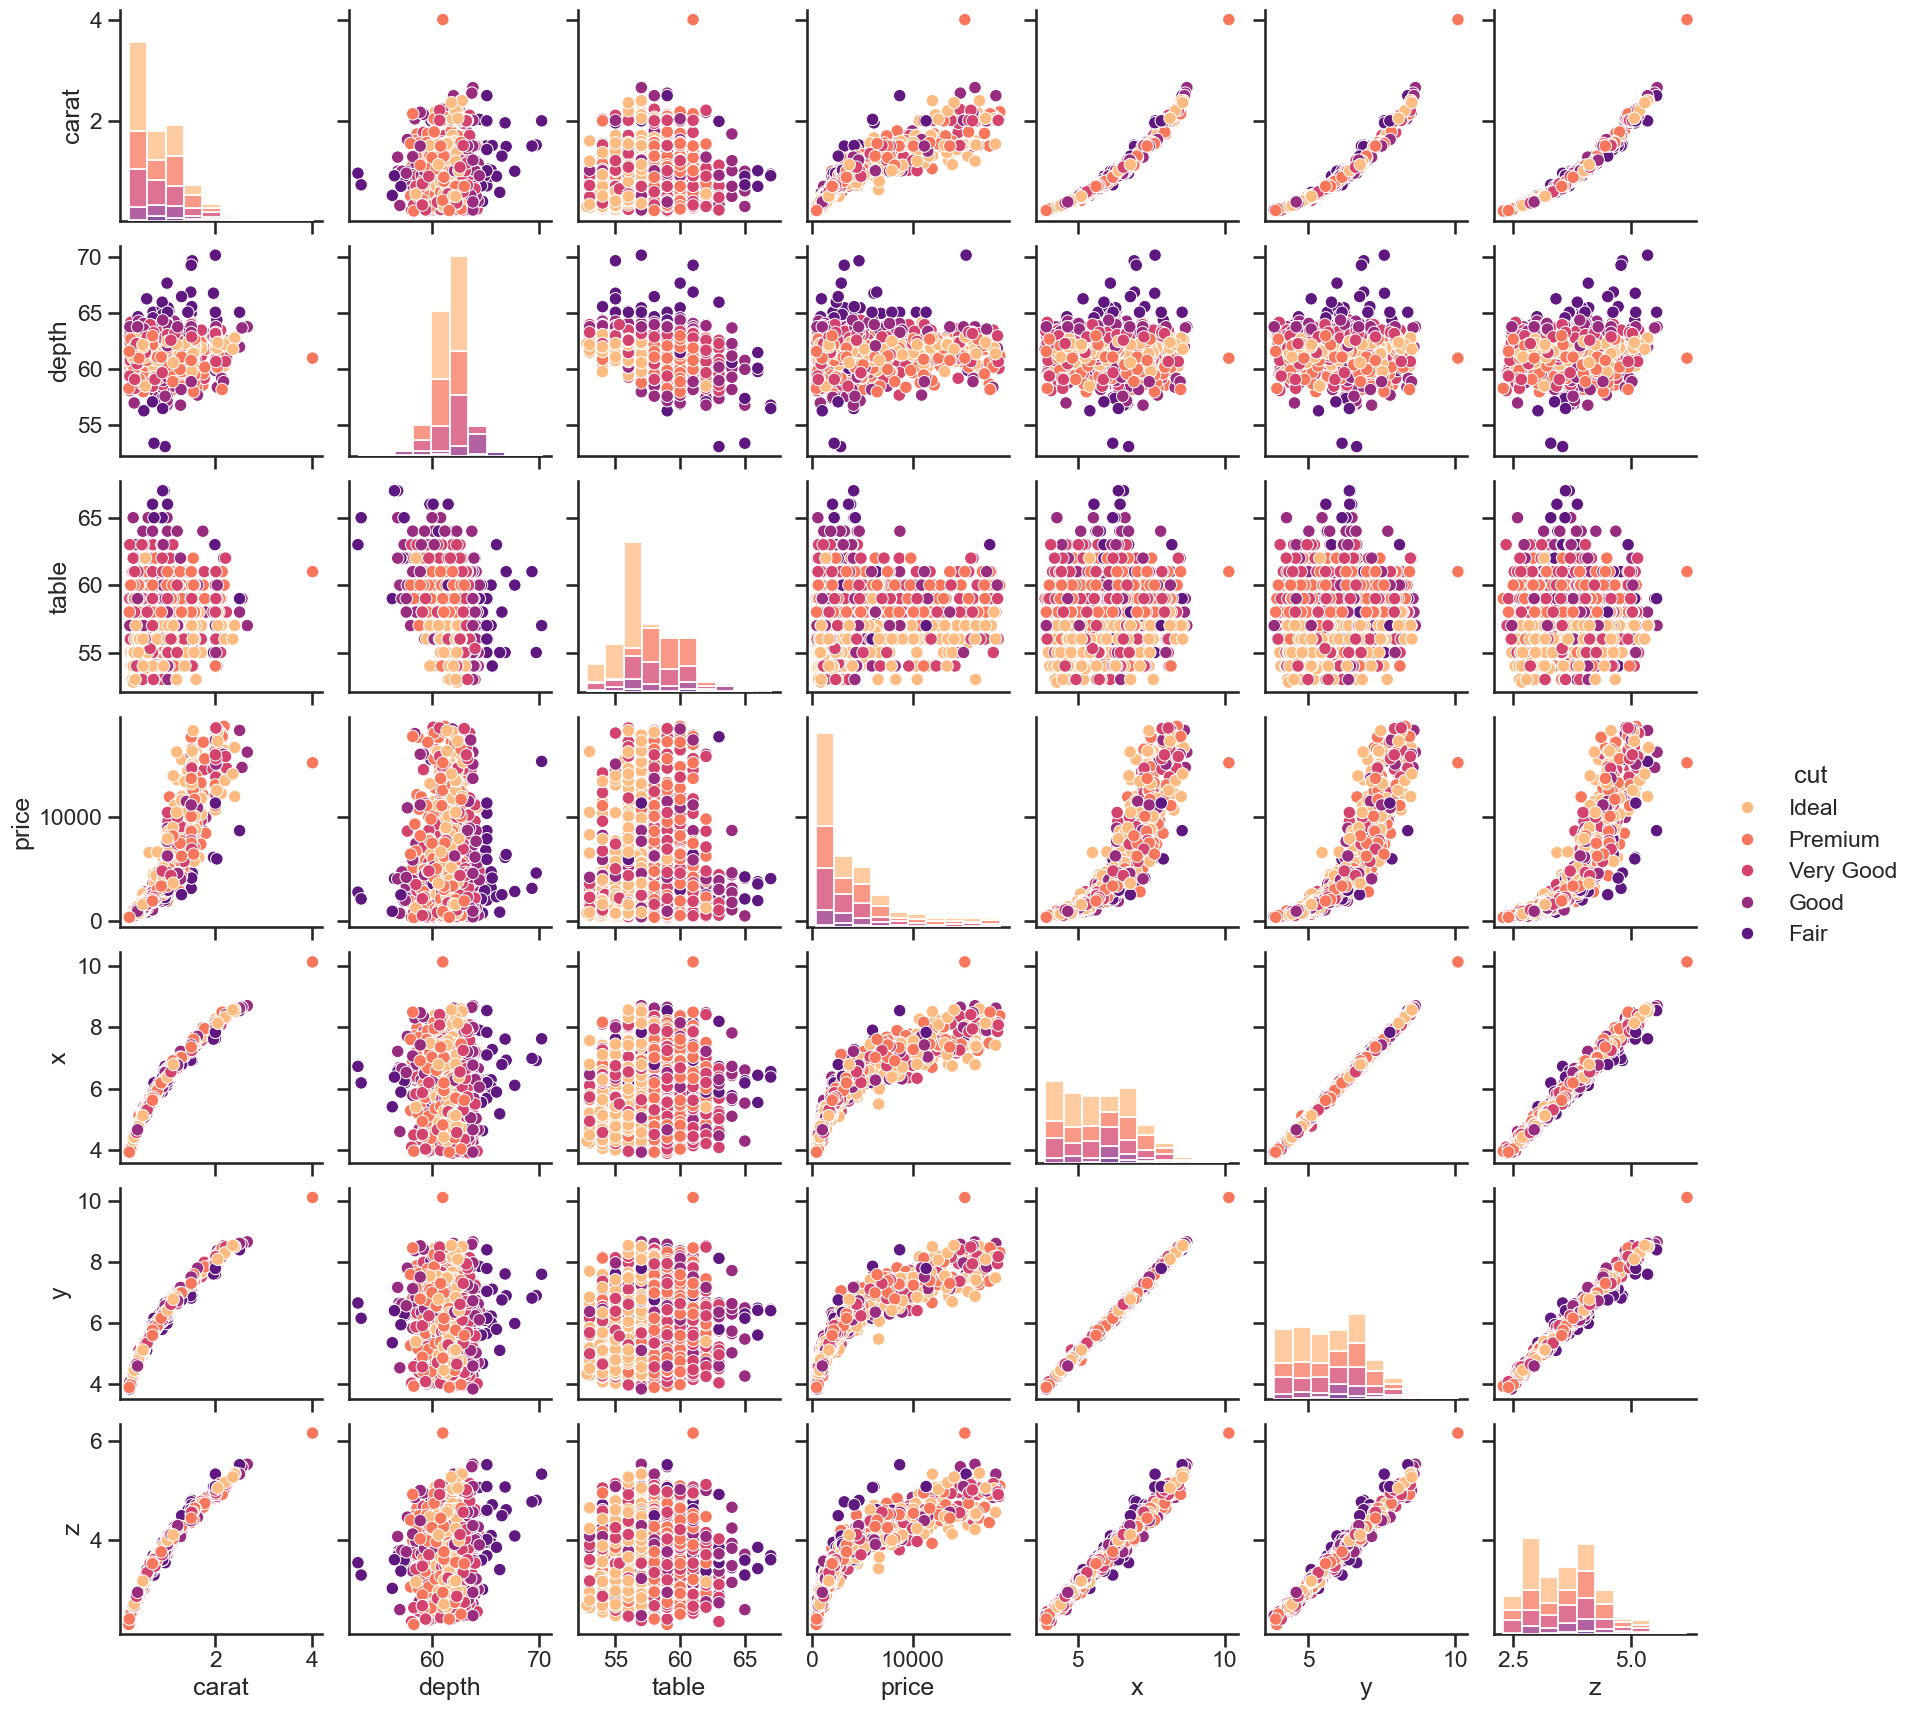 4
2
carat
70
65
60
55
depth
65
60
55
table
10000
0
price
cut
Ideal
Premium
Very Good
Good
Fair
10
8
6
4
x
10
8
6
4
y
6
4
z
2 4 60 70 55 60 65 0 10000 5 10 5 10 2.5 5.0
carat depth table price x y z